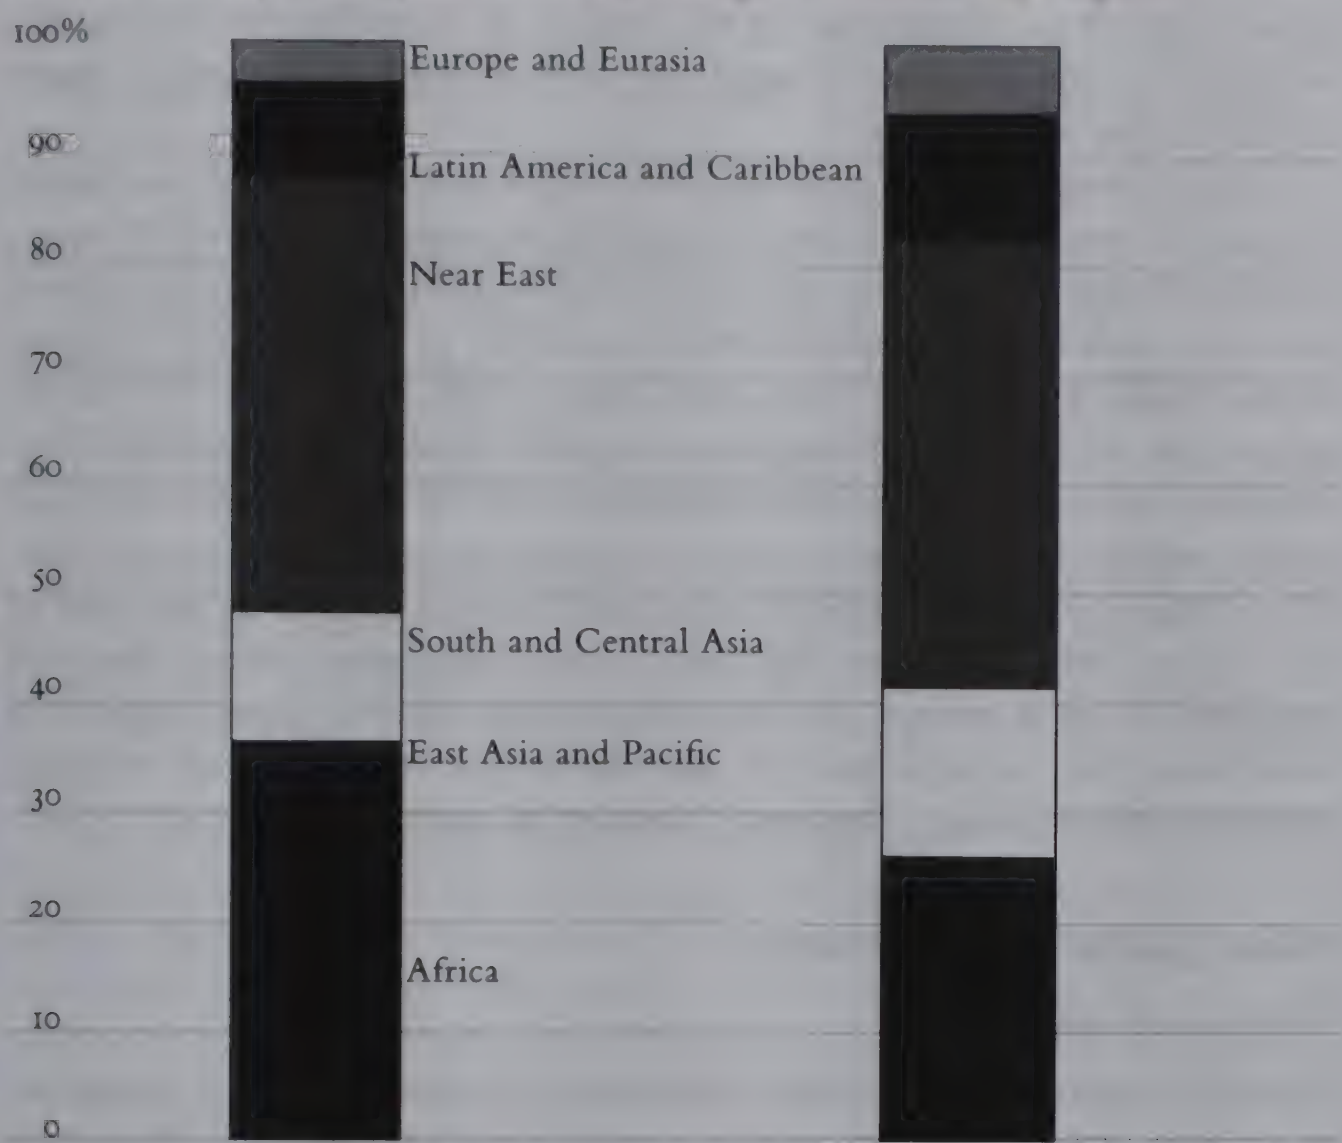 100%
Europe and Eurasia
90
Latin America and Caribbean
80
Near East
70
60
50
South and Central Asia
40
East Asia and Pacific
30
20
Africa
10
0